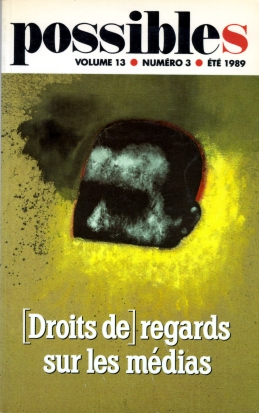 possibles
VOLUME 13 ● NUMÉRO 3 ● ÉTÉ 1989
[Droits de] regards
sur les médias